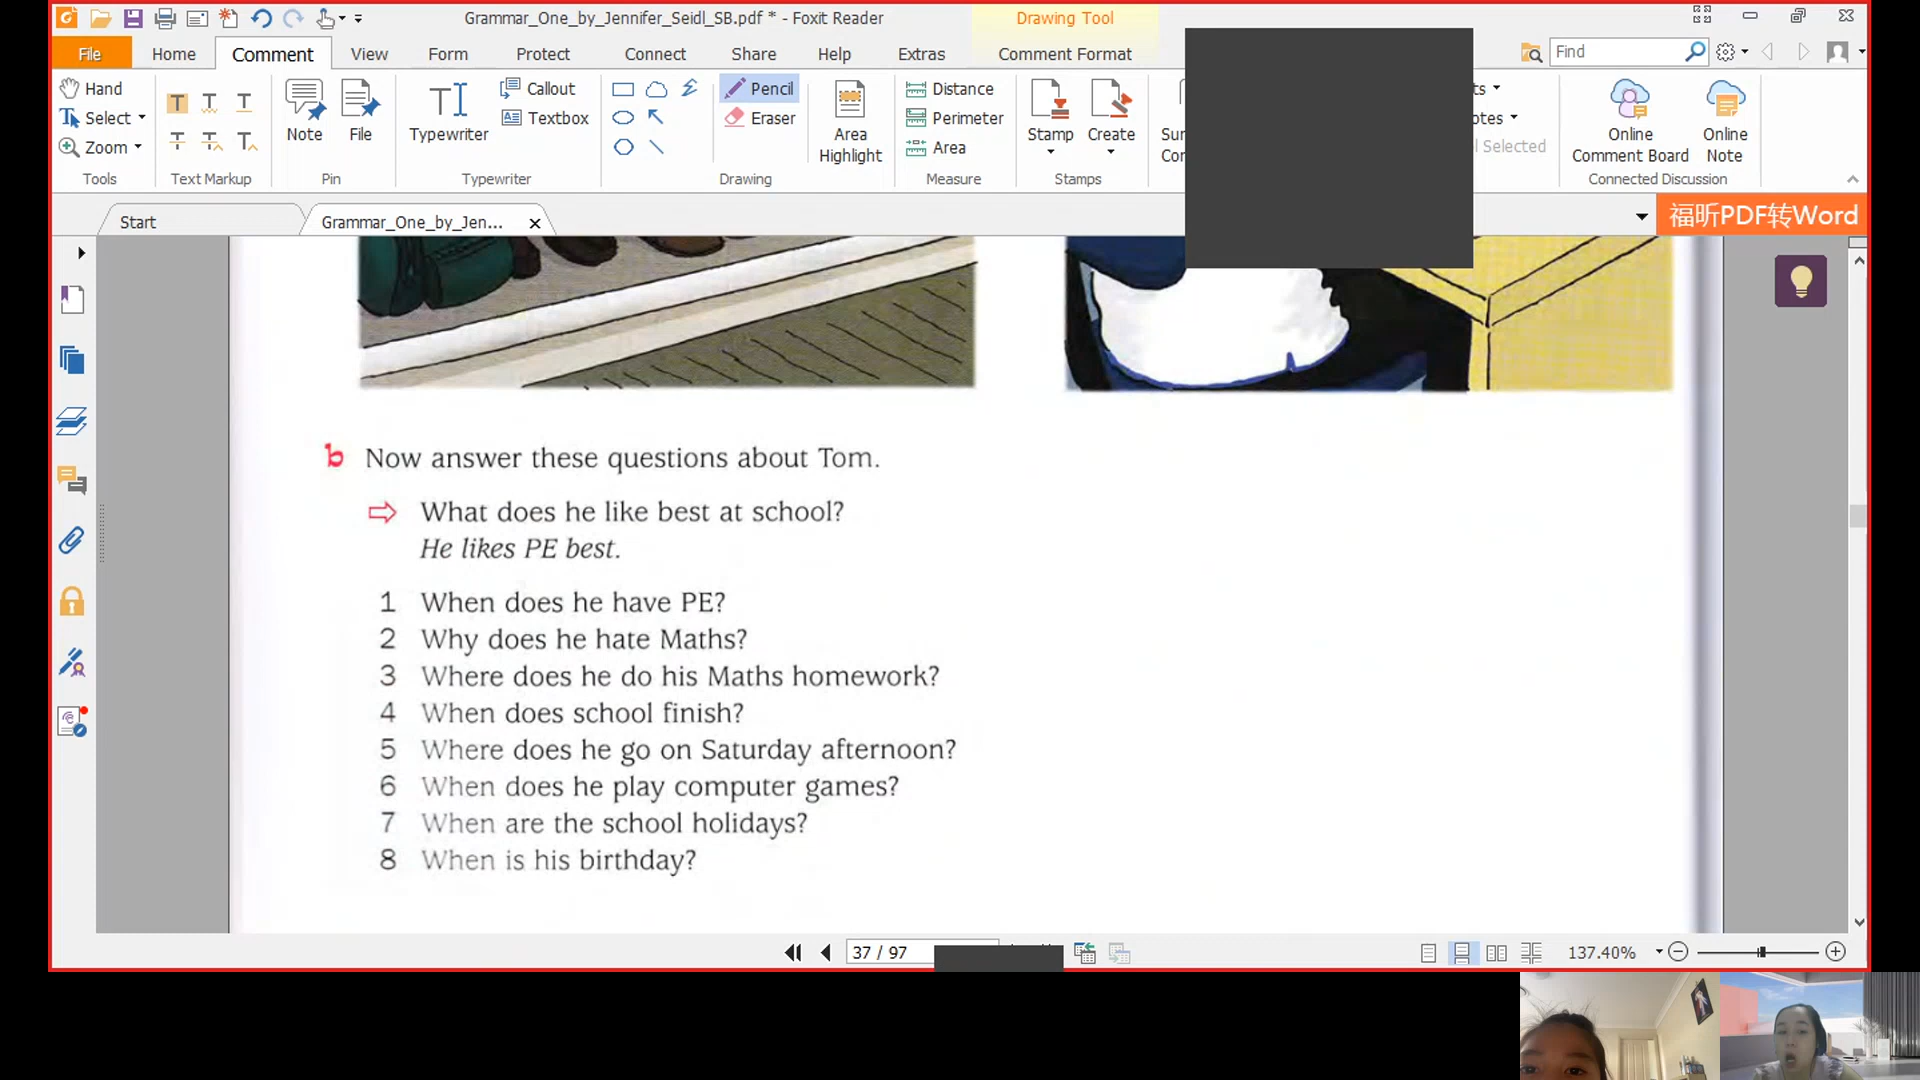 Grammar_One_by_Jennifer_Seidl_SB.pdf * - Foxit Reader
Drawing Tool
File
Home
Comment
View
Form
Protect
Connect
Share
Help
Extras
Comment Format
Find
Hand
Select
Zoom
Tools
Text Markup
Note
File
Pin
Typewriter
Callout
Textbox
Typewriter
Pencil
Eraser
Drawing
Area Highlight
Distance
Perimeter
Area
Measure
Stamp
Create
Stamps
Selected
Online Comment Board
Online Note
Connected Discussion
Start
Grammar_One_by_Jen...
福昕PDF转Word
b Now answer these questions about Tom.
What does he like best at school?
He likes PE best.
1 When does he have PE?
2 Why does he hate Maths?
3 Where does he do his Maths homework?
4 When does school finish?
5 Where does he go on Saturday afternoon?
6 When does he play computer games?
7 When are the school holidays?
8 When is his birthday?
37 / 97
137.40%